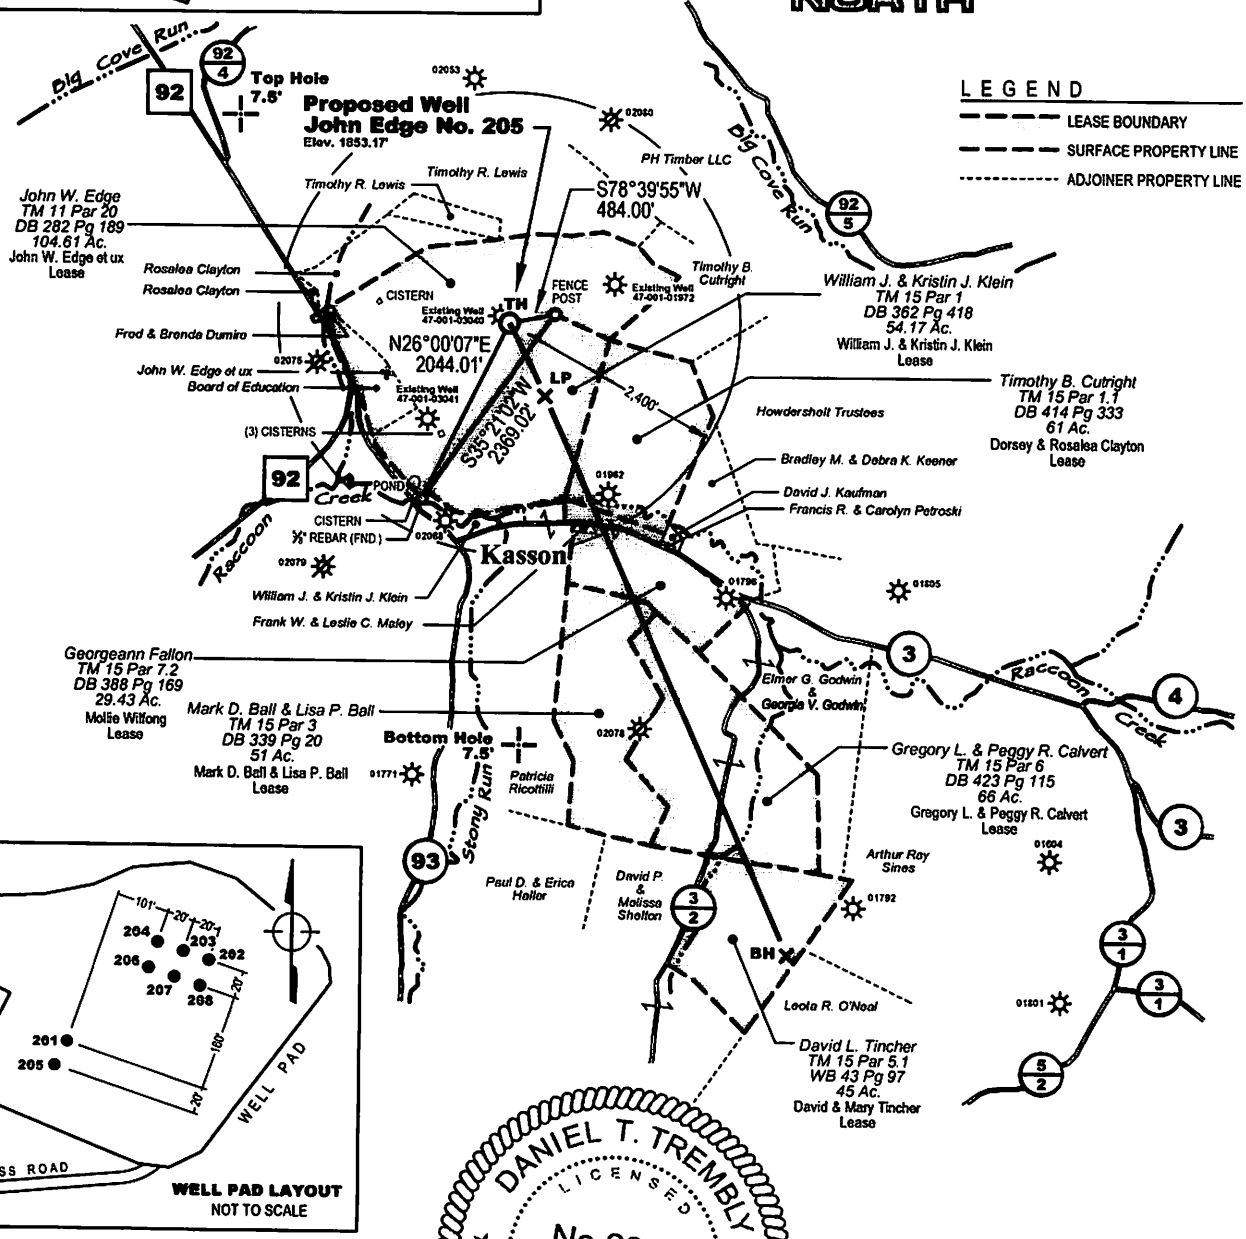 NORTH
Big Cove Run
92
4
92
Top Hole
7.5'
02053
02080
Proposed Well
John Edge No. 205
Elev. 1853.17'
PH Timber LLC
Big Cove Run
92
5
LEGEND
LEASE BOUNDARY
SURFACE PROPERTY LINE
ADJOINER PROPERTY LINE
Timothy R. Lewis
Timothy R. Lewis
S78°39'55"W
484.00'
John W. Edge
TM 11 Par 20
DB 282 Pg 189
104.61 Ac.
John W. Edge et ux
Lease
Rosalea Clayton
Rosalea Clayton
Fred & Brenda Dumire
02075
John W. Edge et ux
Board of Education
(3) CISTERNS
CISTERN
Existing Well
47-001-03040
TH
FENCE
POST
Existing Well
47-001-01972
Timothy B.
Cutright
N26°00'07"E
2044.01'
Existing Well
47-001-03041
S35°21'02"W
2369.02'
LP
2,400'
William J. & Kristin J. Klein
TM 15 Par 1
DB 362 Pg 418
54.17 Ac.
William J. & Kristin J. Klein
Lease
Timothy B. Cutright
TM 15 Par 1.1
DB 414 Pg 333
61 Ac.
Dorsey & Rosalea Clayton
Lease
Howdershelt Trustees
Bradley M. & Debra K. Keener
David J. Kaufman
Francis R. & Carolyn Petroski
92
Raccoon
Creek
POND
CISTERN
⅝" REBAR (FND.)
02068
01962
Kasson
02079
William J. & Kristin J. Klein
Frank W. & Leslie C. Maley
01796
01805
Georgeann Fallon
TM 15 Par 7.2
DB 388 Pg 169
29.43 Ac.
Mollie Wilfong
Lease
Mark D. Ball & Lisa P. Ball
TM 15 Par 3
DB 339 Pg 20
51 Ac.
Mark D. Ball & Lisa P. Ball
Lease
Bottom Hole
7.5'
01771
Patricia
Ricottilli
02078
Elmer G. Godwin
&
Georgia V. Godwin
3
Raccoon
Creek
4
3
Gregory L. & Peggy R. Calvert
TM 15 Par 6
DB 423 Pg 115
66 Ac.
Gregory L. & Peggy R. Calvert
Lease
01604
Stony Run
93
Paul D. & Erica
Haller
David P.
&
Melissa
Shelton
3
2
Arthur Ray
Sines
01792
BH
Leola R. O'Neal
3
1
3
1
01801
5
2
David L. Tincher
TM 15 Par 5.1
WB 43 Pg 97
45 Ac.
David & Mary Tincher
Lease
101'
20'
20'
204
203
202
206
207
208
20'
160'
201
205
20'
WELL PAD
SS ROAD
WELL PAD LAYOUT
NOT TO SCALE
DANIEL T. TREMBLY
LICENSED